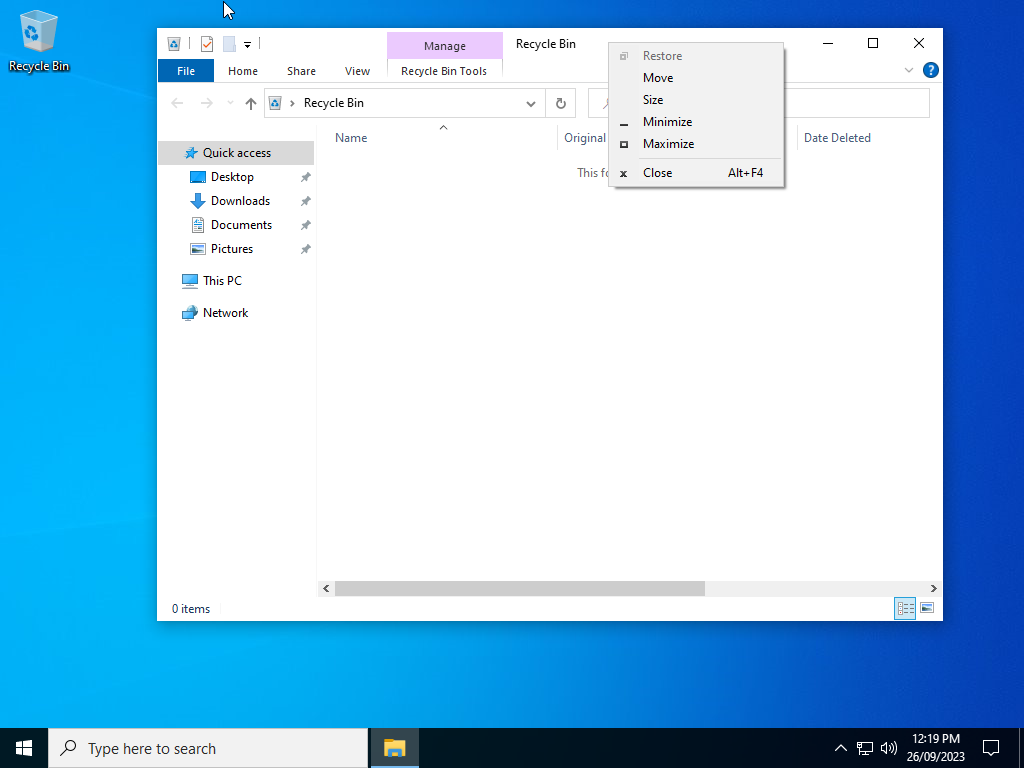 Recycle Bin
Manage
Recycle Bin
File
Home
Share
View
Recycle Bin Tools
Recycle Bin
Restore
Move
Size
Minimize
Maximize
Close Alt+F4
Name
Original
Date Deleted
This
Quick access
Desktop
Downloads
Documents
Pictures
This PC
Network
0 items
Type here to search
12:19 PM
26/09/2023